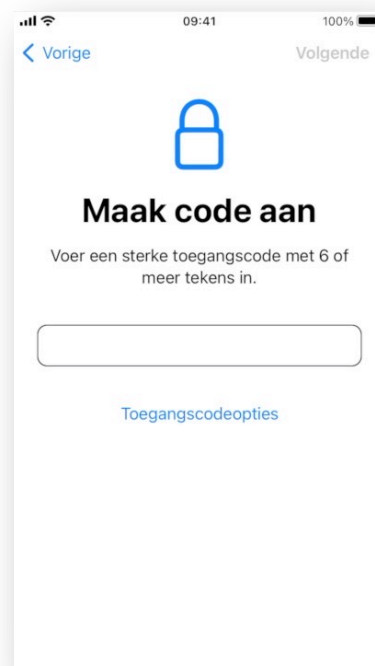 09:41 100%
Vorige Volgende
Maak code aan
Voer een sterke toegangscode met 6 of
meer tekens in.
Toegangscodeopties